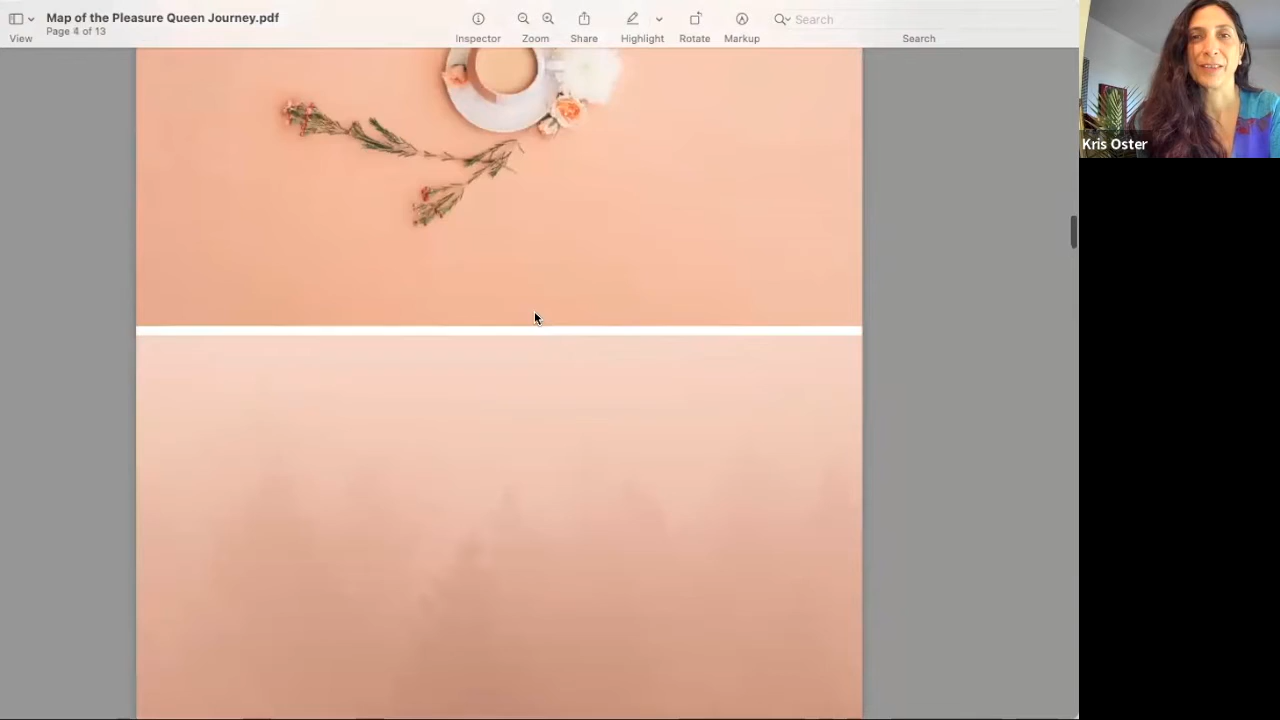 Map of the Pleasure Queen Journey.pdf
Page 4 of 13
View
Inspector
Zoom
Share
Highlight
Rotate
Markup
Search
Search
Kris Oster